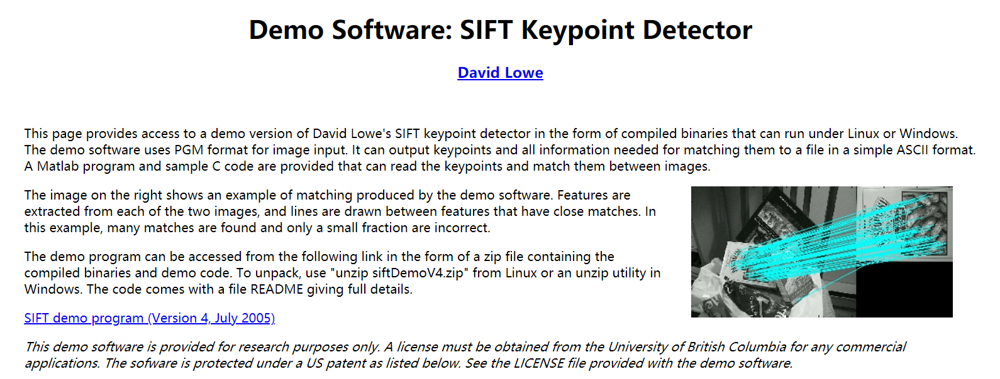 Demo Software: SIFT Keypoint Detector
David Lowe
This page provides access to a demo version of David Lowe's SIFT keypoint detector in the form of compiled binaries that can run under Linux or Windows.
The demo software uses PGM format for image input. It can output keypoints and all information needed for matching them to a file in a simple ASCII format.
A Matlab program and sample C code are provided that can read the keypoints and match them between images.
The image on the right shows an example of matching produced by the demo software. Features are
extracted from each of the two images, and lines are drawn between features that have close matches. In
this example, many matches are found and only a small fraction are incorrect.
The demo program can be accessed from the following link in the form of a zip file containing the
compiled binaries and demo code. To unpack, use "unzip siftDemoV4.zip" from Linux or an unzip utility in
Windows. The code comes with a file README giving full details.
SIFT demo program (Version 4, July 2005)
This demo software is provided for research purposes only. A license must be obtained from the University of British Columbia for any commercial
applications. The sofware is protected under a US patent as listed below. See the LICENSE file provided with the demo software.